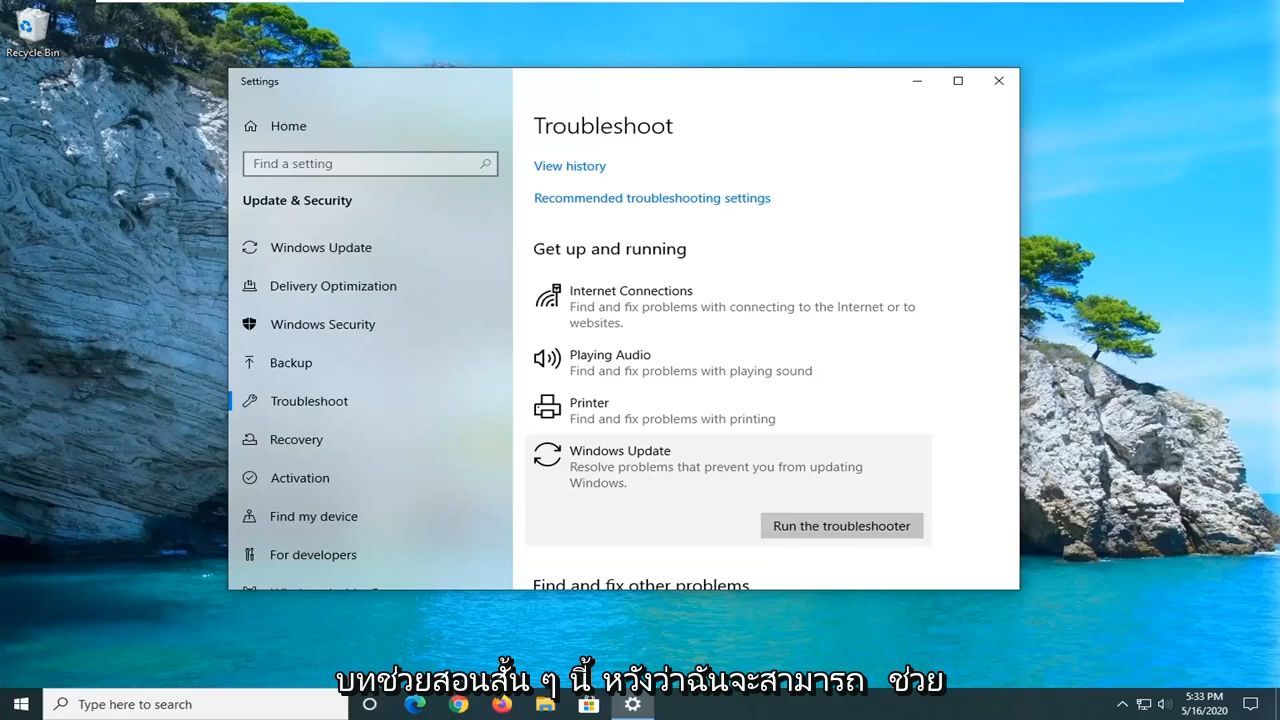 Recycle Bin
Settings
Home
Find a setting
Update & Security
Windows Update
Delivery Optimization
Windows Security
Backup
Troubleshoot
Recovery
Activation
Find my device
For developers
Troubleshoot
View history
Recommended troubleshooting settings
Get up and running
Internet Connections
Find and fix problems with connecting to the Internet or to
websites.
Playing Audio
Find and fix problems with playing sound
Printer
Find and fix problems with printing
Windows Update
Resolve problems that prevent you from updating
Windows.
Run the troubleshooter
Find and fix other problems
บทช่วยสอนสั้น ๆ นี้ หวังว่าฉันจะสามารถ ช่วย
Type here to search
5:33 PM
5/16/2020